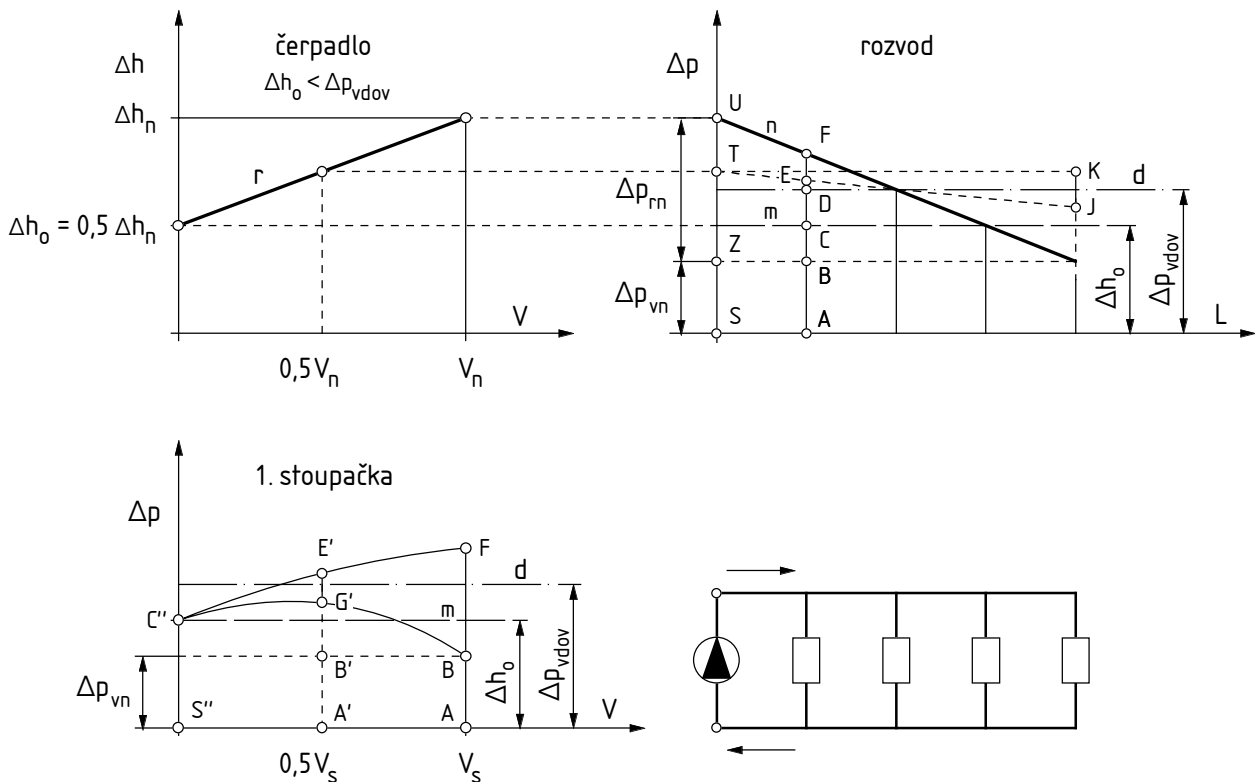 čerpadlo
Δh
Δh₀ < Δp_vdov
Δh_n
r
Δh₀ = 0,5 Δh_n
V
0,5V_n
V_n
rozvod
Δp
U
n
F
T
E
K
d
Δp_rn
D
J
m
C
Z
B
Δh₀
Δp_vdov
Δp_vn
S
A
L
1. stoupačka
Δp
E'
F
d
G'
m
C''
B'
B
Δp_vn
Δh₀
Δp_vdov
S''
A'
A
V
0,5V_s
V_s